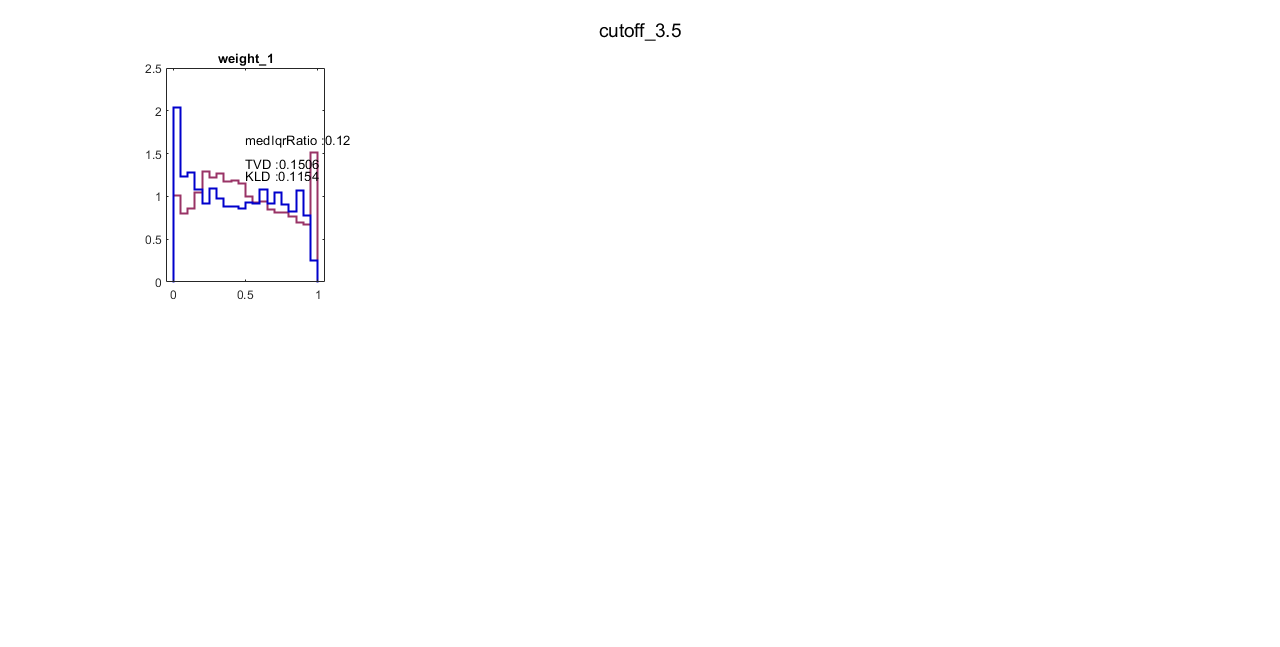 cutoff_3.5
weight_1
2.5
2
1.5
1
0.5
0
medIqrRatio :0.12
TVD :0.1506
KLD :0.1154
0 0.5 1